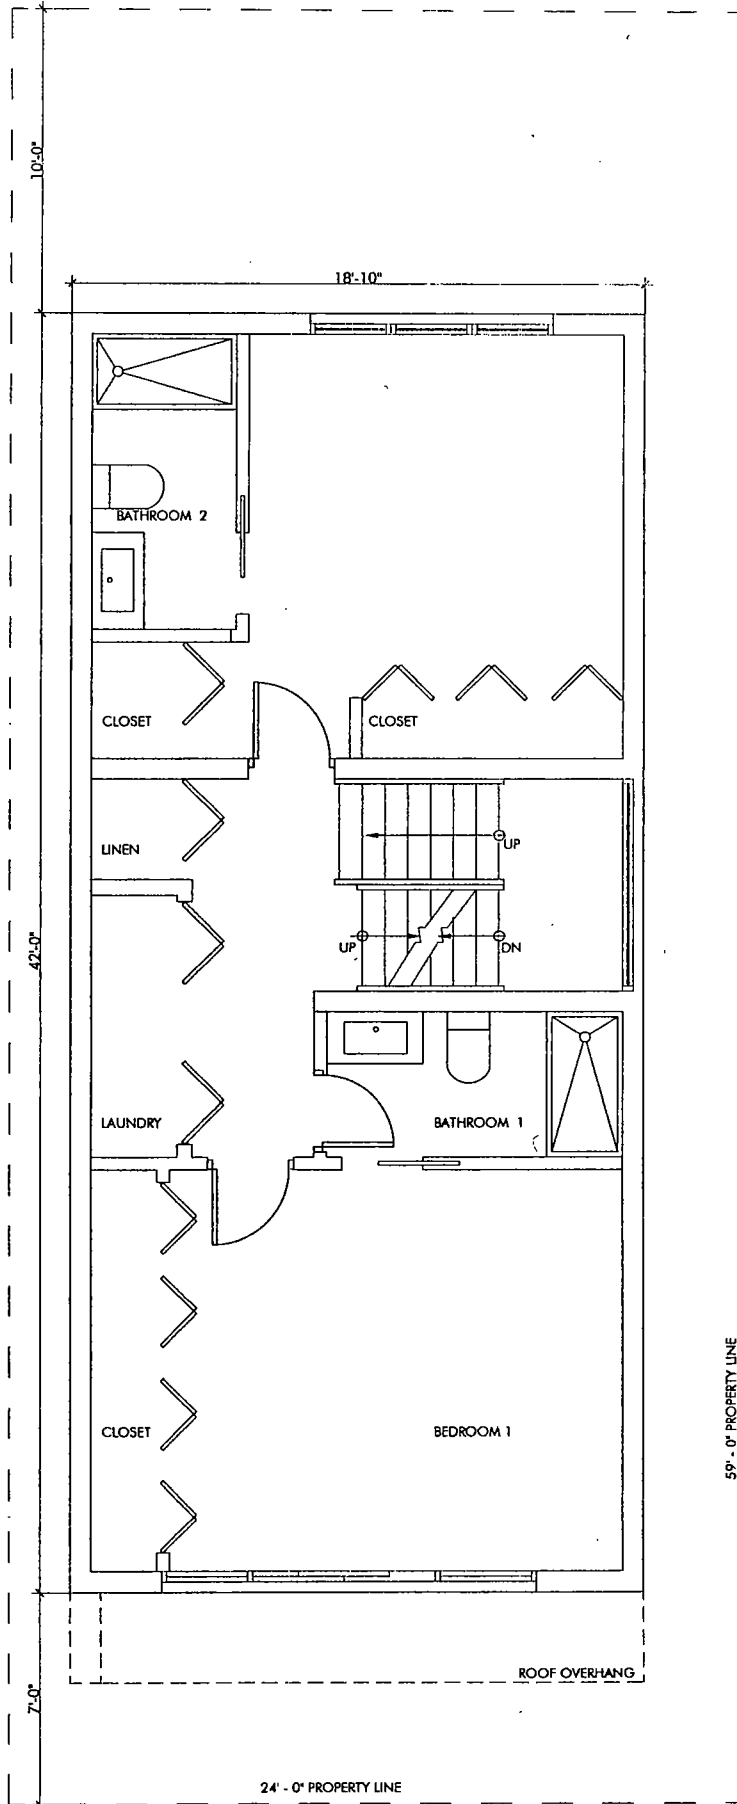 10'-0"
18'-10"
BATHROOM 2
CLOSET
CLOSET
LINEN
UP
UP
DN
42'-0"
LAUNDRY
BATHROOM 1
59' - 0" PROPERTY LINE
CLOSET
BEDROOM 1
ROOF OVERHANG
7'-0"
24' - 0" PROPERTY LINE